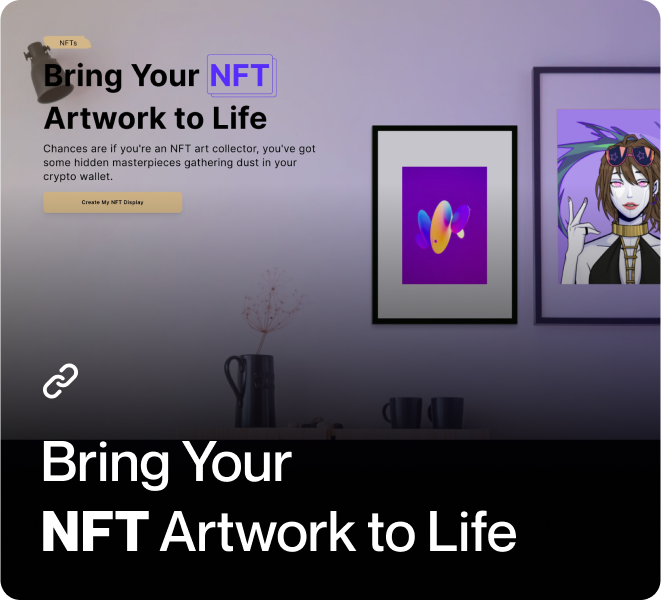 NFTs
Bring Your NFT
Artwork to Life
Chances are if you're an NFT art collector, you've got
some hidden masterpieces gathering dust in your
crypto wallet.
Create My NFT Display
Bring Your
NFT Artwork to Life